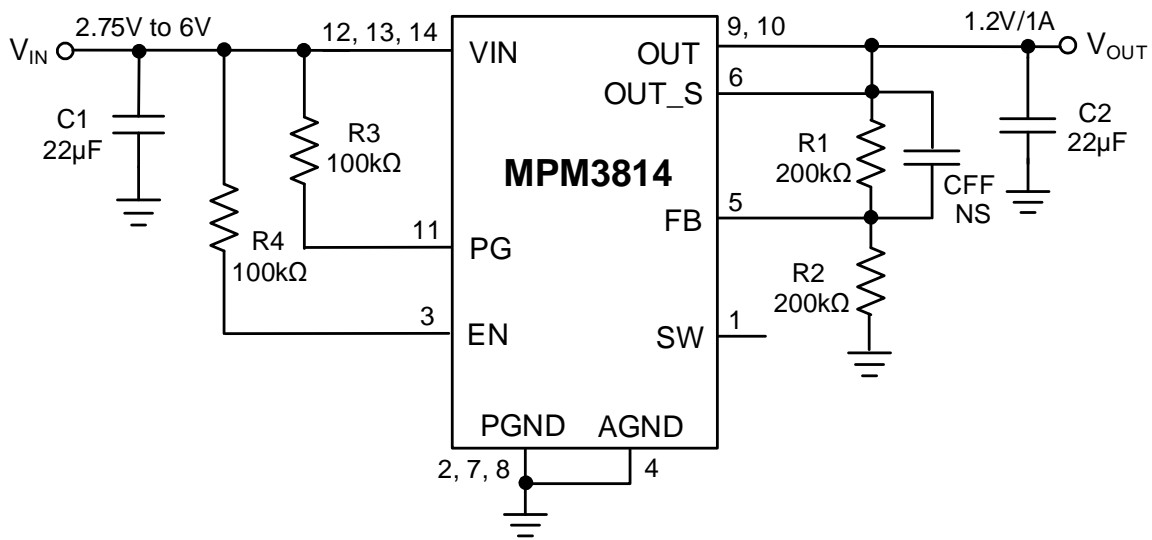 2.75V to 6V
VIN
12, 13, 14
VIN
OUT
9, 10
1.2V/1A
VOUT
OUT_S
6
C1
22µF
R3
100kΩ
MPM3814
R1
200kΩ
CFF
NS
C2
22µF
FB
5
R4
100kΩ
11
PG
R2
200kΩ
3
EN
SW
1
PGND
AGND
2, 7, 8
4